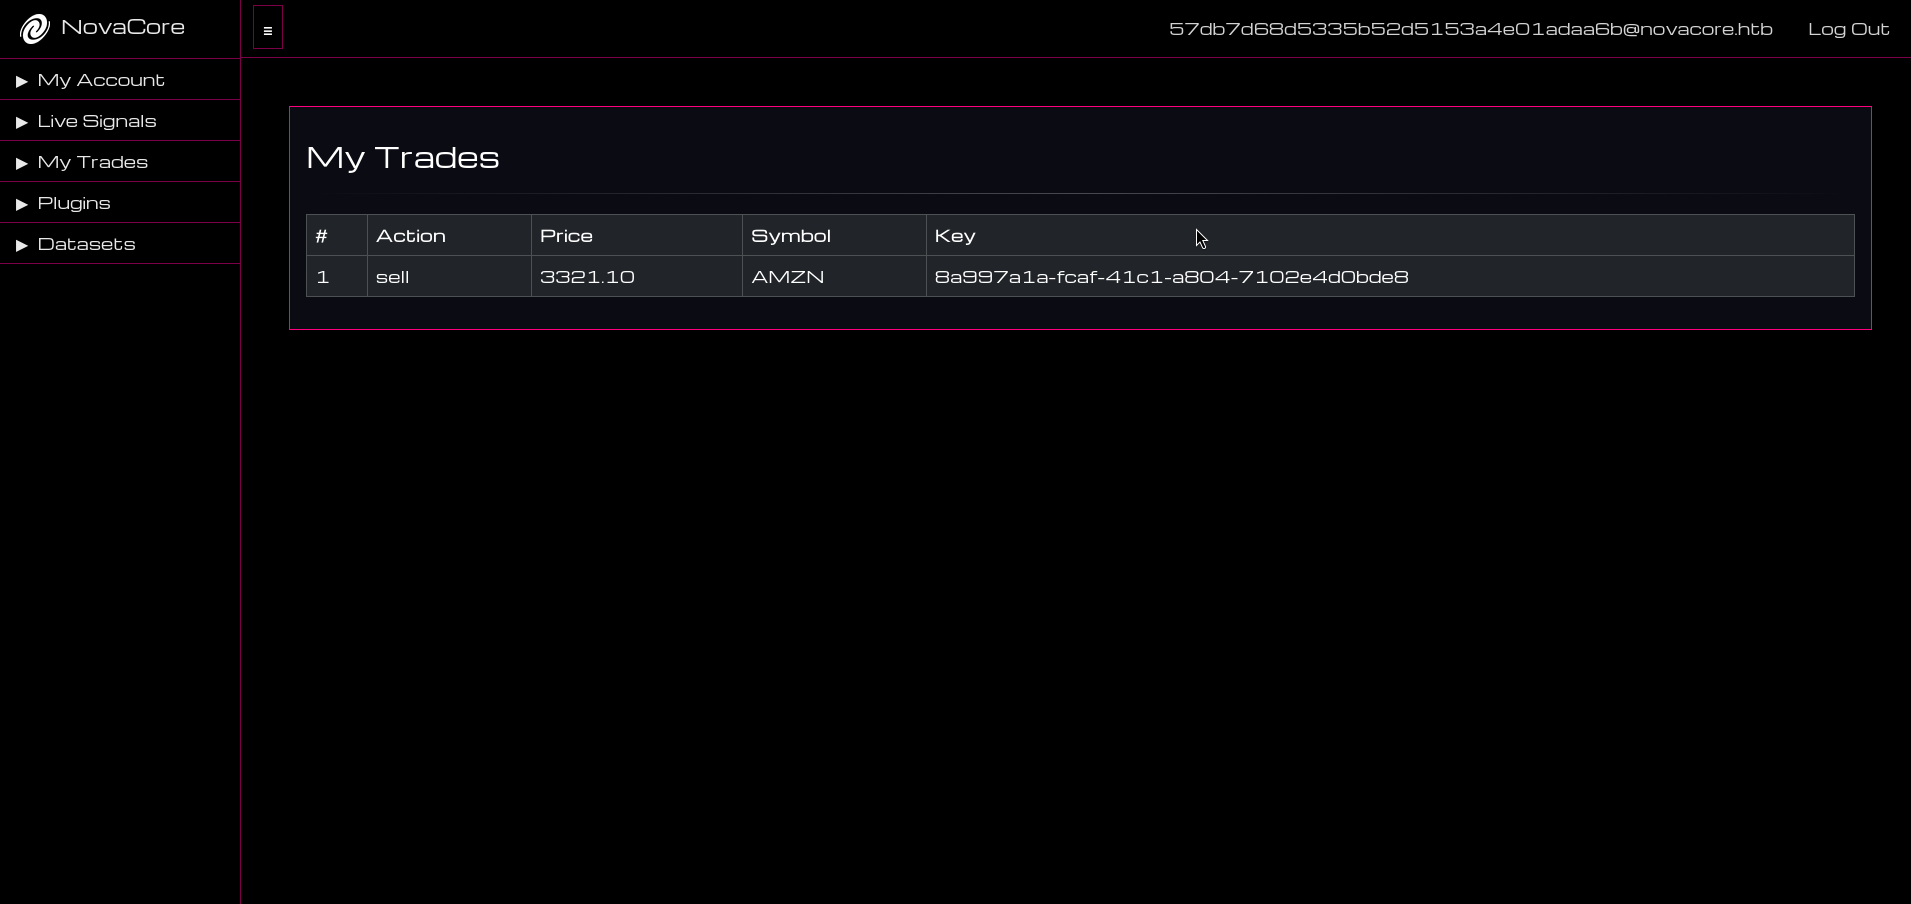 NovaCore
≡
57db7d68d5335b52d5153a4e01adaa6b@novacore.htb Log Out
▶ My Account
▶ Live Signals
▶ My Trades
▶ Plugins
▶ Datasets
My Trades
# Action Price Symbol Key
1 sell 3321.10 AMZN 8a997a1a-fcaf-41c1-a804-7102e4d0bde8